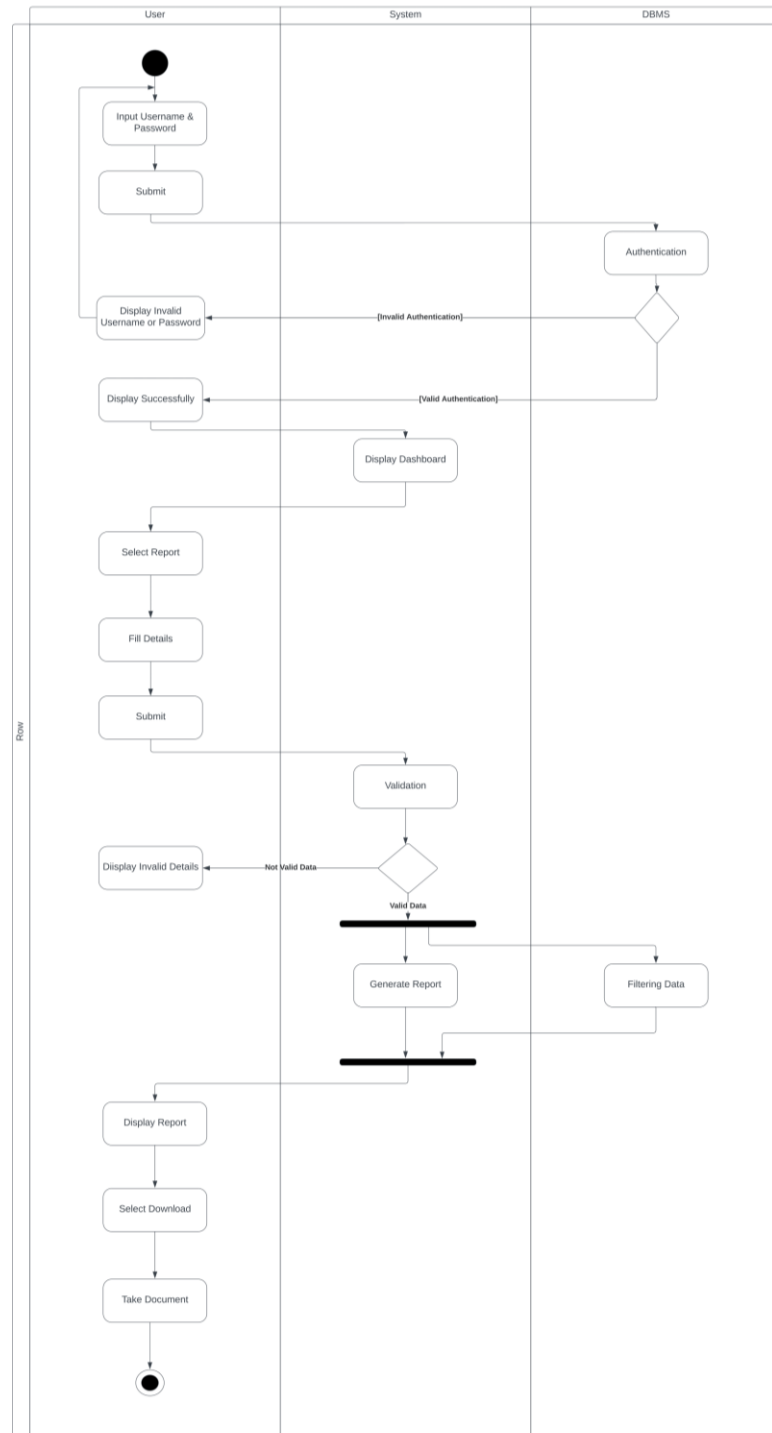 User
System
DBMS
Input Username &
Password
Submit
Authentication
Display Invalid
Username or Password
[Invalid Authentication]
Display Successfully
[Valid Authentication]
Display Dashboard
Select Report
Fill Details
Submit
Row
Validation
Diisplay Invalid Details
Not Valid Data
Valid Data
Generate Report
Filtering Data
Display Report
Select Download
Take Document